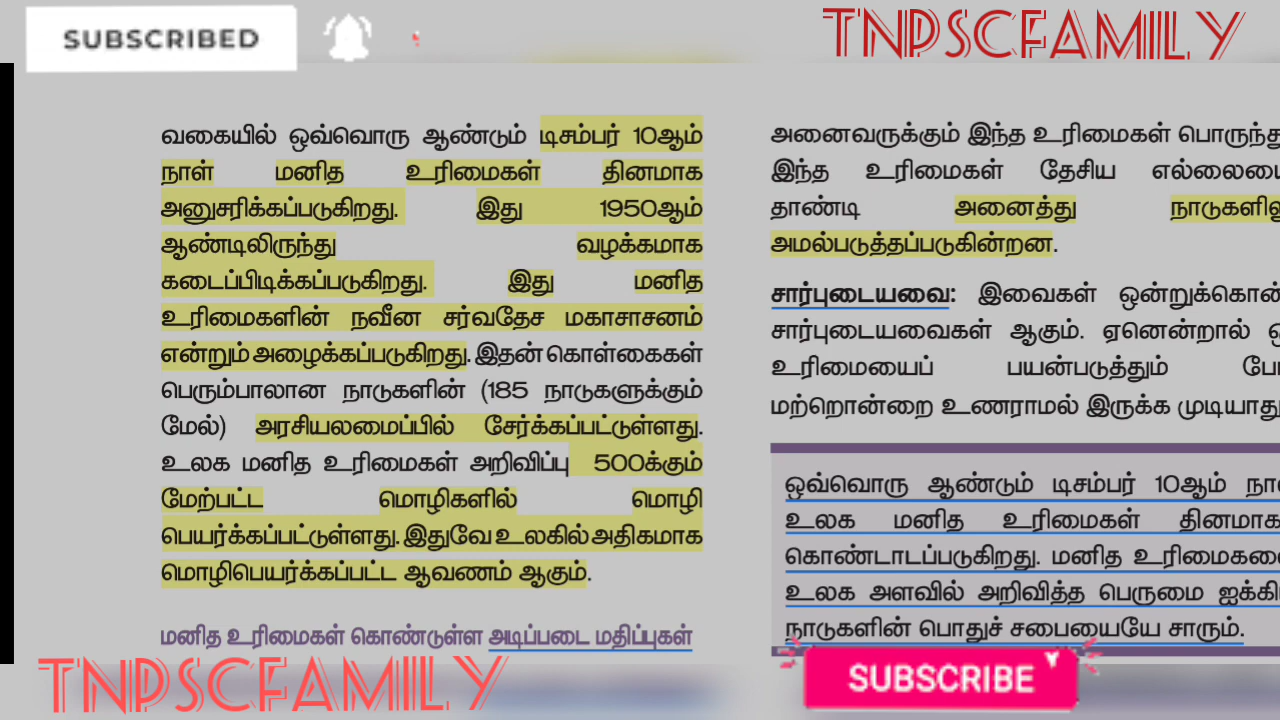 SUBSCRIBED
TNPSCFAMILY
வகையில் ஒவ்வொரு ஆண்டும் டிசம்பர் 10ஆம்
நாள் மனித உரிமைகள் தினமாக
அனுசரிக்கப்படுகிறது. இது 1950ஆம்
ஆண்டிலிருந்து வழக்கமாக
கடைப்பிடிக்கப்படுகிறது. இது மனித
உரிமைகளின் நவீன சர்வதேச மகாசாசனம்
என்றும் அழைக்கப்படுகிறது. இதன் கொள்கைகள்
பெரும்பாலான நாடுகளின் (185 நாடுகளுக்கும்
மேல்) அரசியலமைப்பில் சேர்க்கப்பட்டுள்ளது.
உலக மனித உரிமைகள் அறிவிப்பு 500க்கும்
மேற்பட்ட மொழிகளில் மொழி
பெயர்க்கப்பட்டுள்ளது. இதுவே உலகில் அதிகமாக
மொழிபெயர்க்கப்பட்ட ஆவணம் ஆகும்.
மனித உரிமைகள் கொண்டுள்ள அடிப்படை மதிப்புகள்
அனைவருக்கும் இந்த உரிமைகள்
இந்த உரிமைகள் தேசிய
தாண்டி அனைத்து
அமல்படுத்தப்படுகின்றன.
சார்புடையவை: இவைகள்
சார்புடையவைகள் ஆகும். ஏனென்றால்
உரிமையைப் பயன்படுத்தும்
மற்றொன்றை உணராமல் இருக்க முடியாது
ஒவ்வொரு ஆண்டும் டிசம்பர் 10ஆம்
உலக மனித உரிமைகள் தினமாக
கொண்டாடப்படுகிறது. மனித
உலக அளவில் அறிவித்த பெருமை
நாடுகளின் பொதுச் சபையையே சாரும்.
TNPSCFAMILY
SUBSCRIBE